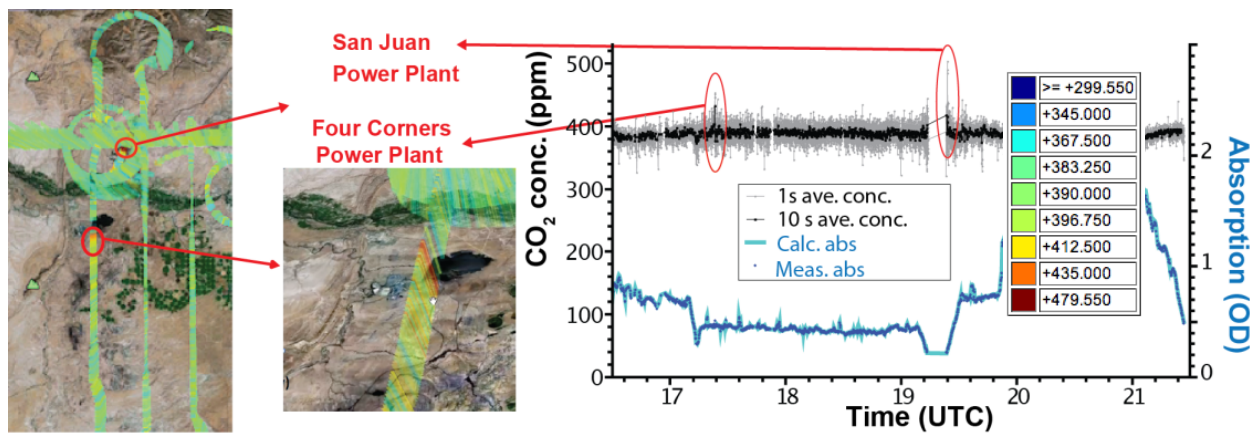 San Juan
Power Plant
Four Corners
Power Plant
CO2 conc. (ppm)
500
400
300
200
100
0
1s ave. conc.
10 s ave. conc.
Calc. abs
Meas. abs
>= +299.550
+345.000
+367.500
+383.250
+390.000
+396.750
+412.500
+435.000
+479.550
2
1
0
Absorption (OD)
17
18
19
20
21
Time (UTC)